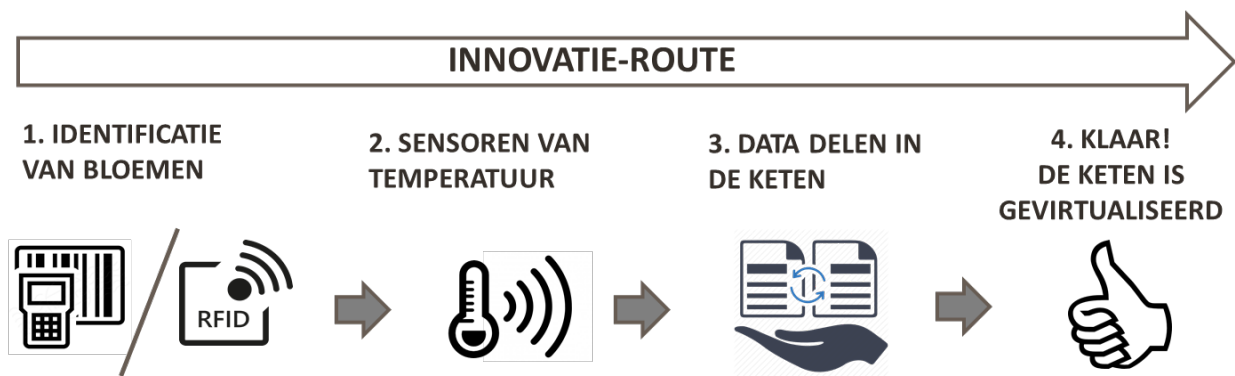 INNOVATIE-ROUTE
1. IDENTIFICATIE
VAN BLOEMEN
2. SENSOREN VAN
TEMPERATUUR
3. DATA DELEN IN
DE KETEN
4. KLAAR!
DE KETEN IS
GEVIRTUALISEERD
RFID